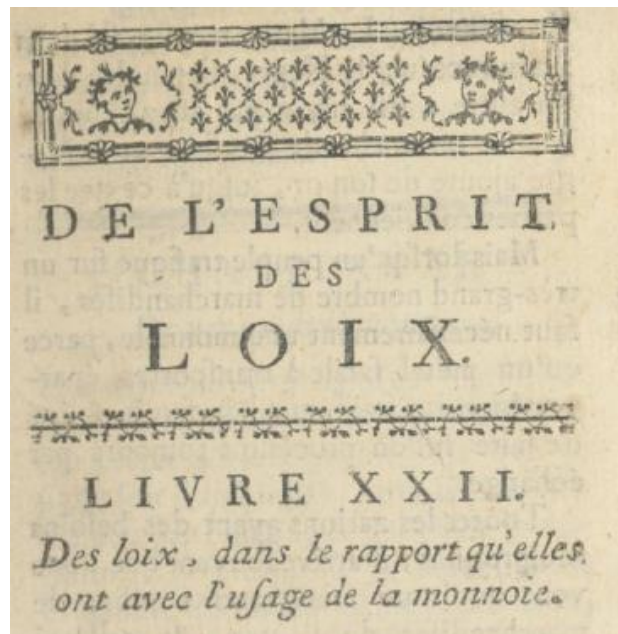 DE L'ESPRIT
DES
LOIX.
LIVRE XXII.
Des loix, dans le rapport qu'elles
ont avec l'uſage de la monnoie.